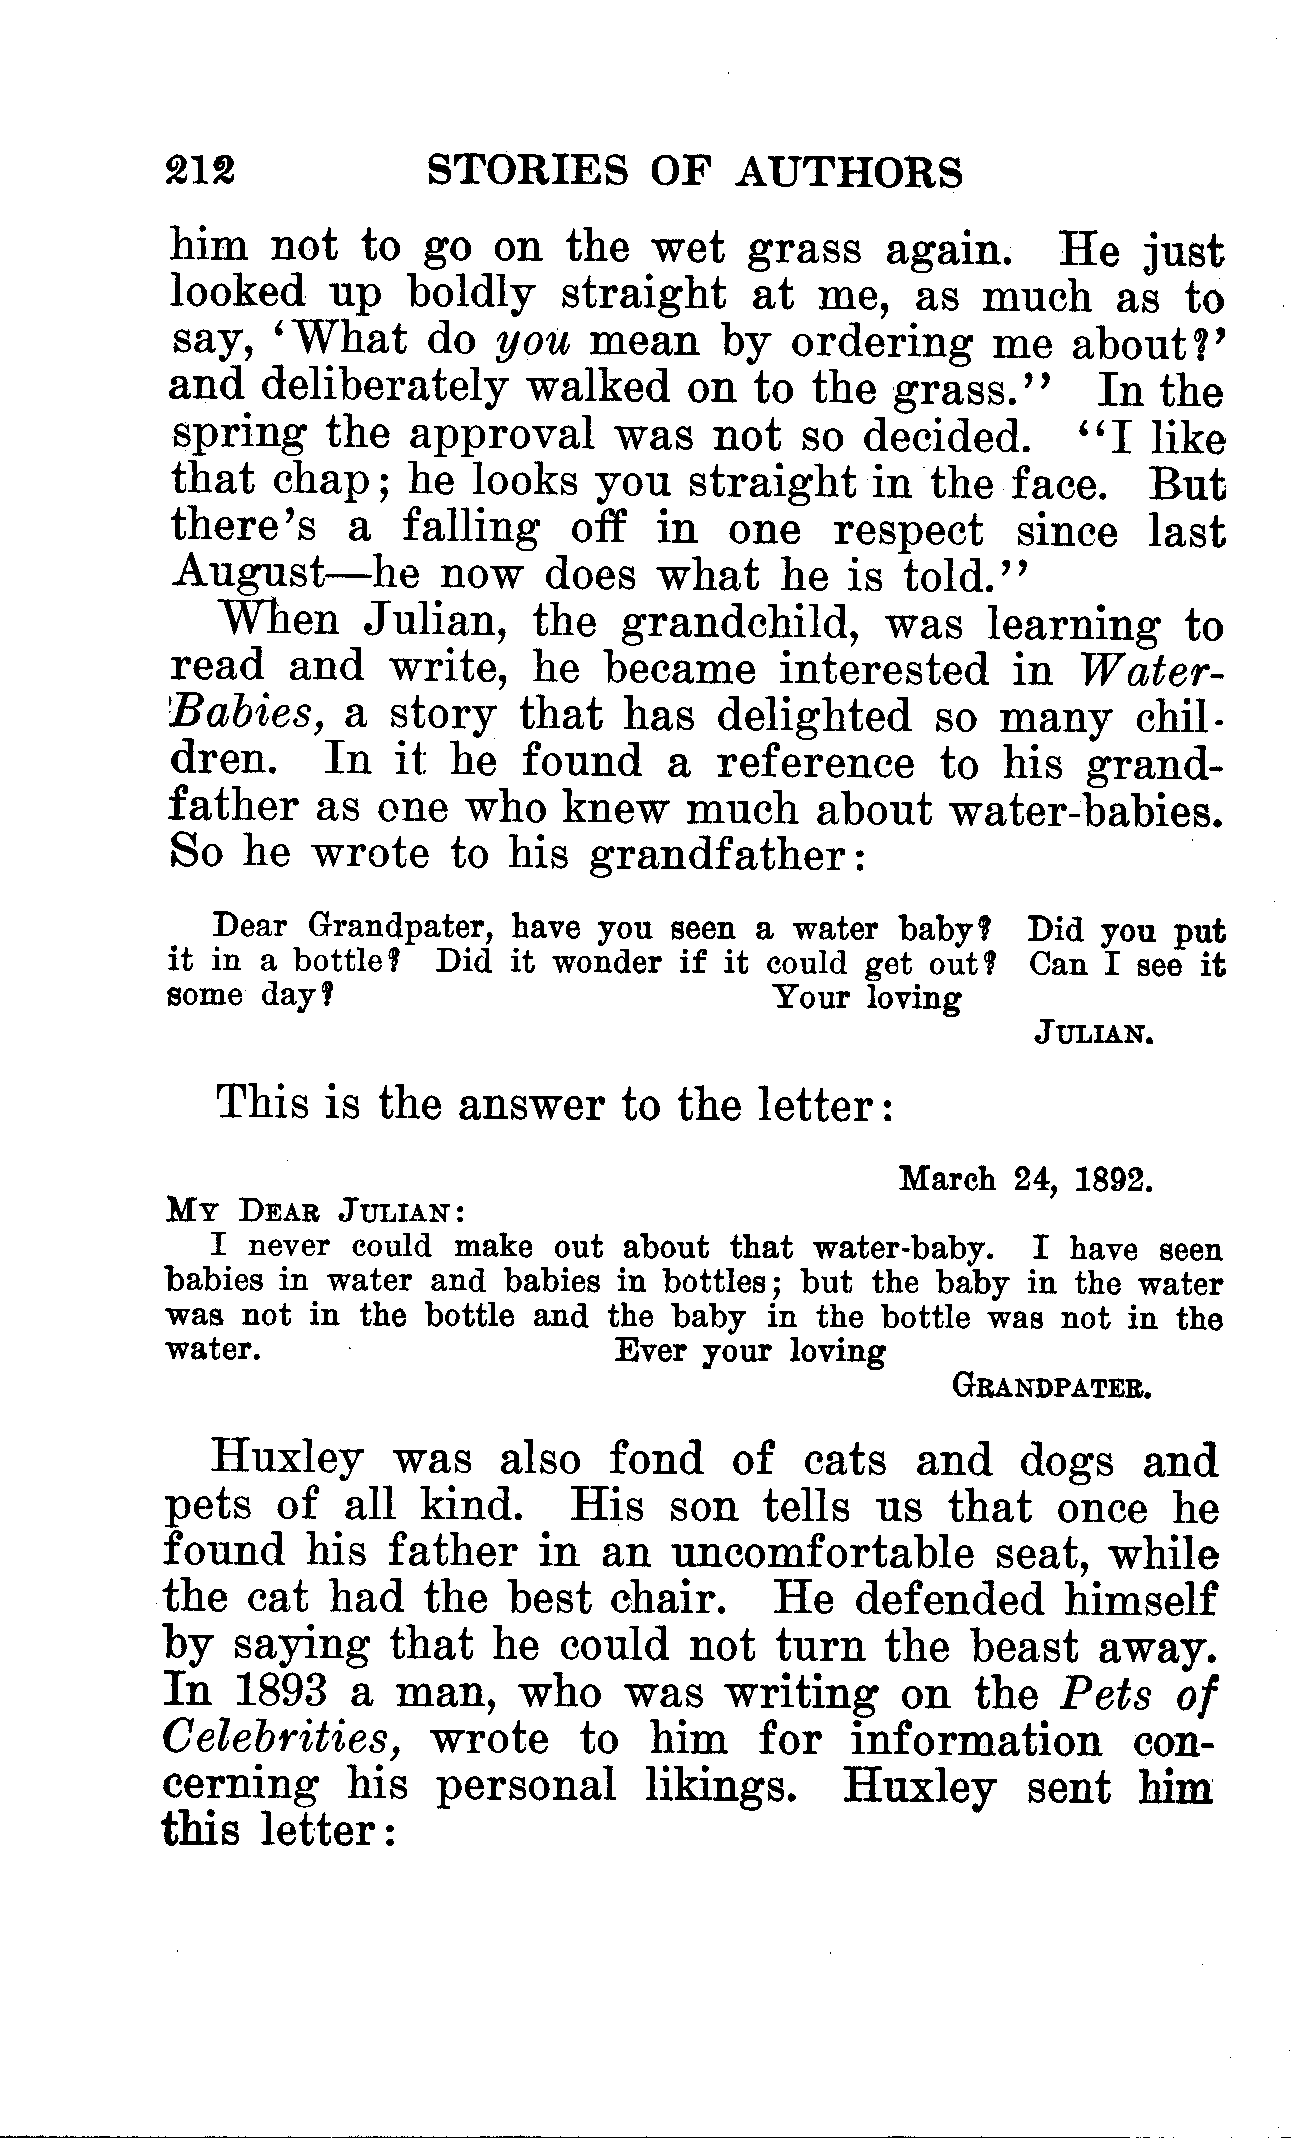 212 STORIES OF AUTHORS
him not to go on the wet grass again. He just
looked up boldly straight at me, as much as to
say, 'What do you mean by ordering me about?'
and deliberately walked on to the grass." In the
spring the approval was not so decided. "I like
that chap; he looks you straight in the face. But
there's a falling off in one respect since last
August—he now does what he is told."
When Julian, the grandchild, was learning to
read and write, he became interested in Water-
Babies, a story that has delighted so many chil-
dren. In it he found a reference to his grand-
father as one who knew much about water-babies.
So he wrote to his grandfather:
Dear Grandpater, have you seen a water baby? Did you put
it in a bottle? Did it wonder if it could get out? Can I see it
some day? Your loving
JULIAN.
This is the answer to the letter:
March 24, 1892.
MY DEAR JULIAN:
I never could make out about that water-baby. I have seen
babies in water and babies in bottles; but the baby in the water
was not in the bottle and the baby in the bottle was not in the
water. Ever your loving
GRANDPATER.
Huxley was also fond of cats and dogs and
pets of all kind. His son tells us that once he
found his father in an uncomfortable seat, while
the cat had the best chair. He defended himself
by saying that he could not turn the beast away.
In 1893 a man, who was writing on the Pets of
Celebrities, wrote to him for information con-
cerning his personal likings. Huxley sent him
this letter: